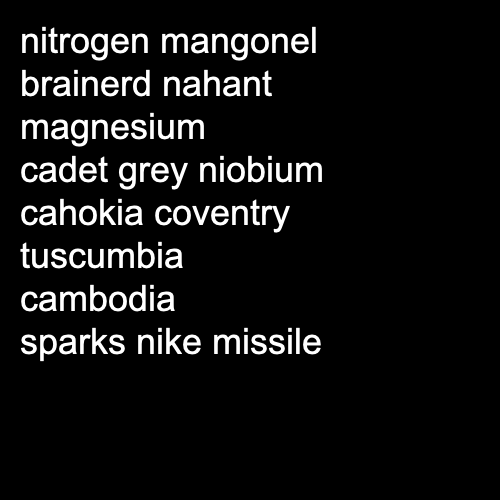 nitrogen mangonel
brainerd nahant
magnesium
cadet grey niobium
cahokia coventry
tuscumbia
cambodia
sparks nike missile